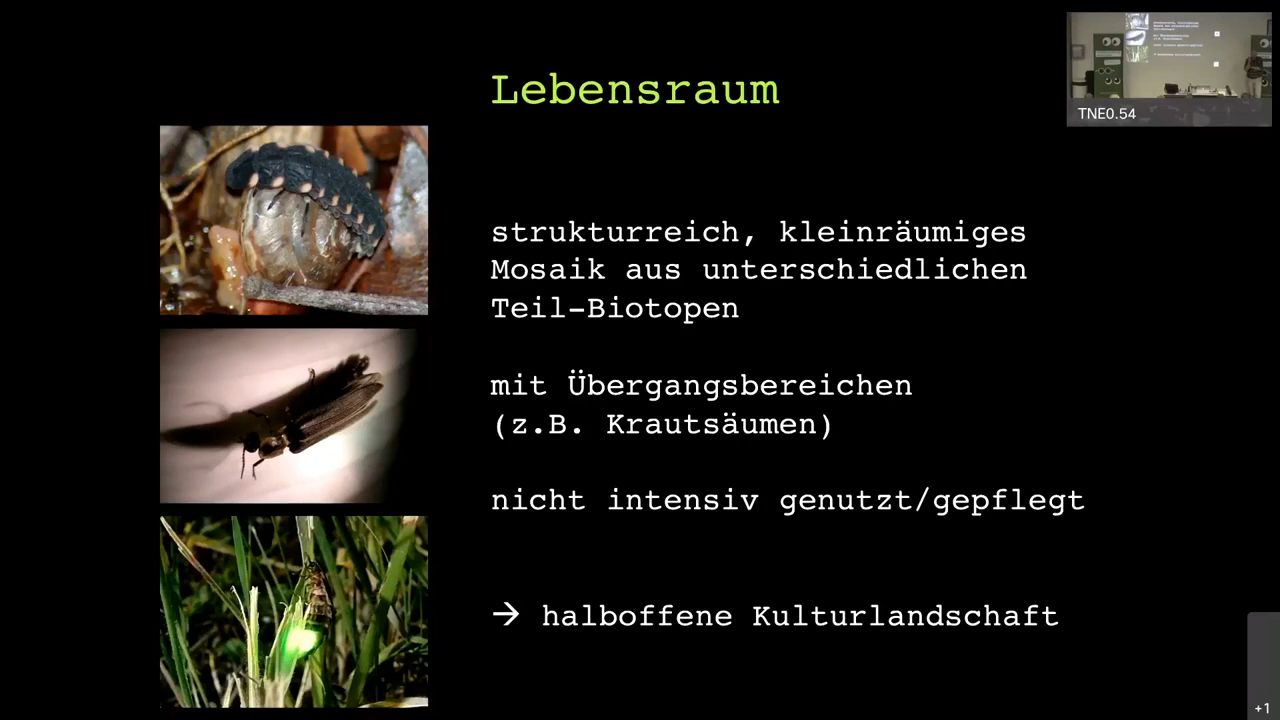 Lebensraum
TNE0.54
strukturreich, kleinräumiges
Mosaik aus unterschiedlichen
Teil-Biotopen
mit Übergangsbereichen
(z.B. Krautsäumen)
nicht intensiv genutzt/gepflegt
→ halboffene Kulturlandschaft
+1